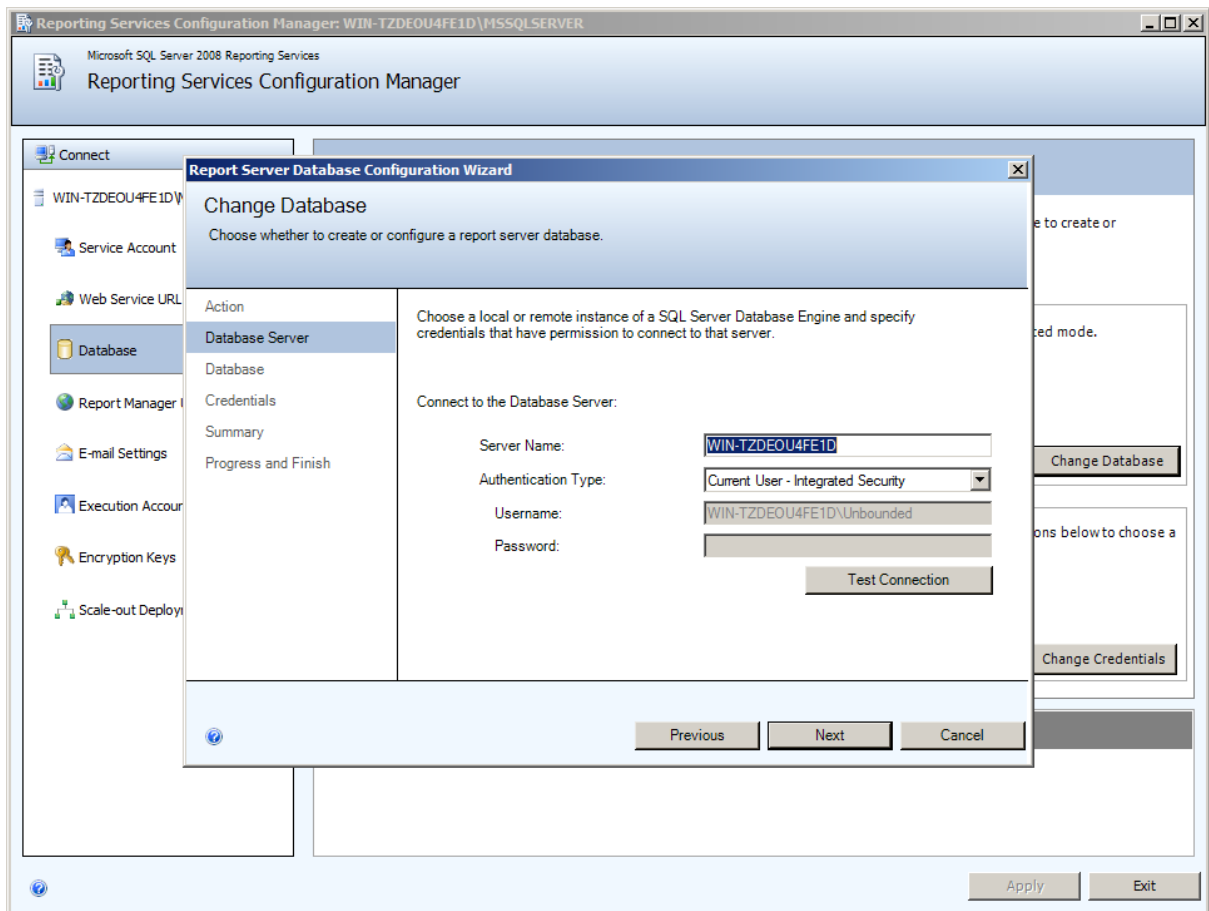 Reporting Services Configuration Manager: WIN-TZDEOU4FE1D\MSSQLSERVER
Microsoft SQL Server 2008 Reporting Services
Reporting Services Configuration Manager
Connect
WIN-TZDEOU4FE1D\
Service Account
Web Service URL
Database
Report Manager
E-mail Settings
Execution Accour
Encryption Keys
Scale-out Deploy
Report Server Database Configuration Wizard
Change Database
Choose whether to create or configure a report server database.
Action
Database Server
Database
Credentials
Summary
Progress and Finish
Choose a local or remote instance of a SQL Server Database Engine and specify
credentials that have permission to connect to that server.
Connect to the Database Server:
Server Name: WIN-TZDEOU4FE1D
Authentication Type: Current User - Integrated Security
Username: WIN-TZDEOU4FE1D\Unbounded
Password:
Test Connection
Previous Next Cancel
e to create or
ted mode.
Change Database
ons below to choose a
Change Credentials
Apply Exit